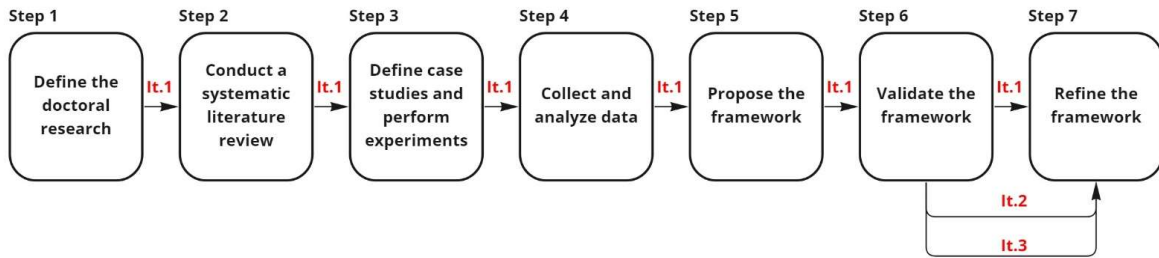 Step 1
Step 2
Step 3
Step 4
Step 5
Step 6
Step 7
Define the
doctoral
research
It.1
Conduct a
systematic
literature
review
It.1
Define case
studies and
perform
experiments
It.1
Collect and
analyze data
It.1
Propose the
framework
It.1
Validate the
framework
It.1
Refine the
framework
It.2
It.3